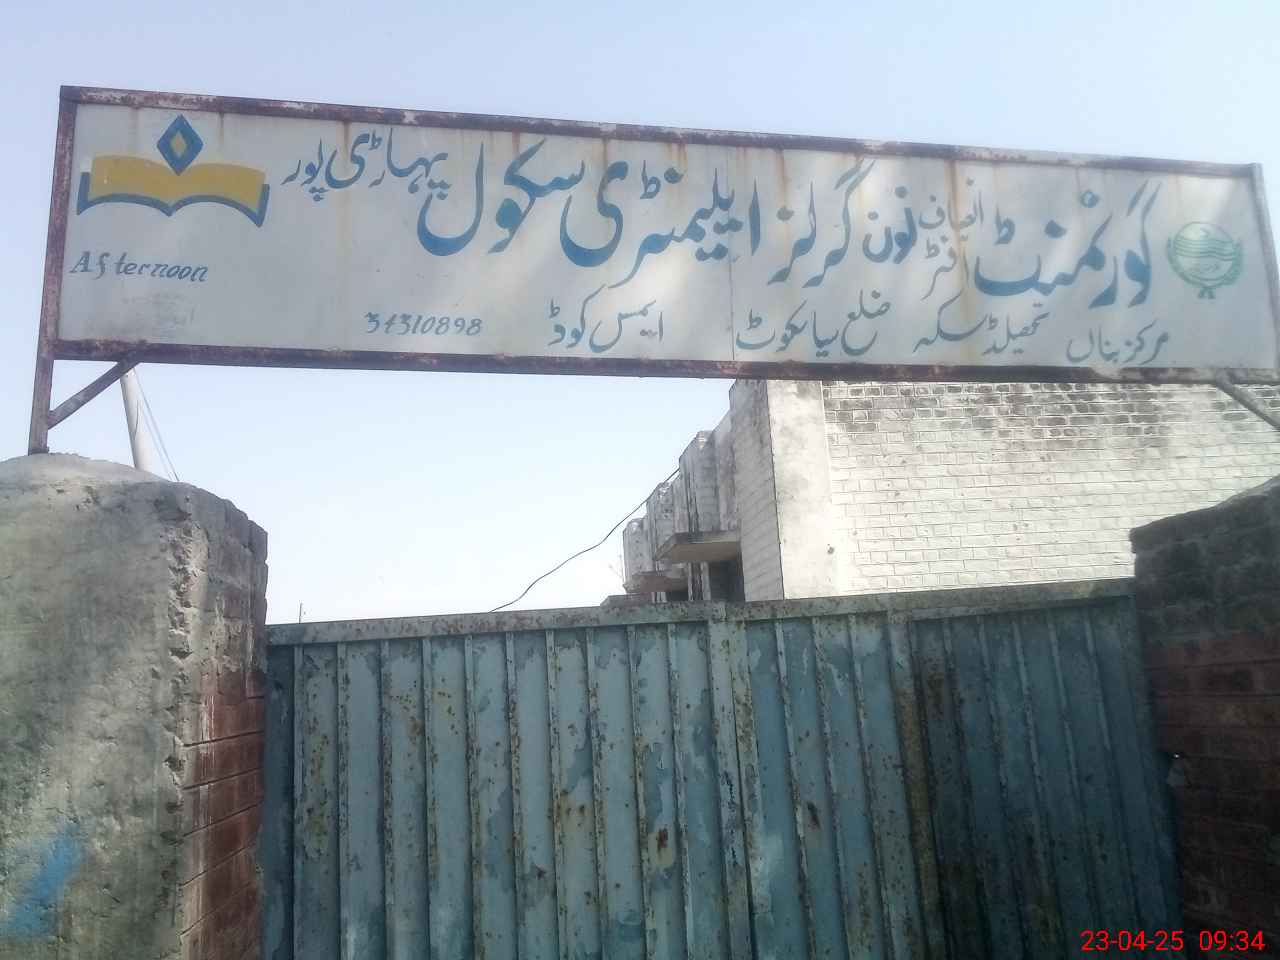 گورنمنٹ انصاف آفٹر نون گرلز ایلیمنٹری سکول پہاڑی پور
مرکز بناں تحصیل ڈسکہ ضلع سیالکوٹ ایمس کوڈ 34310898
Afternoon
23-04-25 09:34